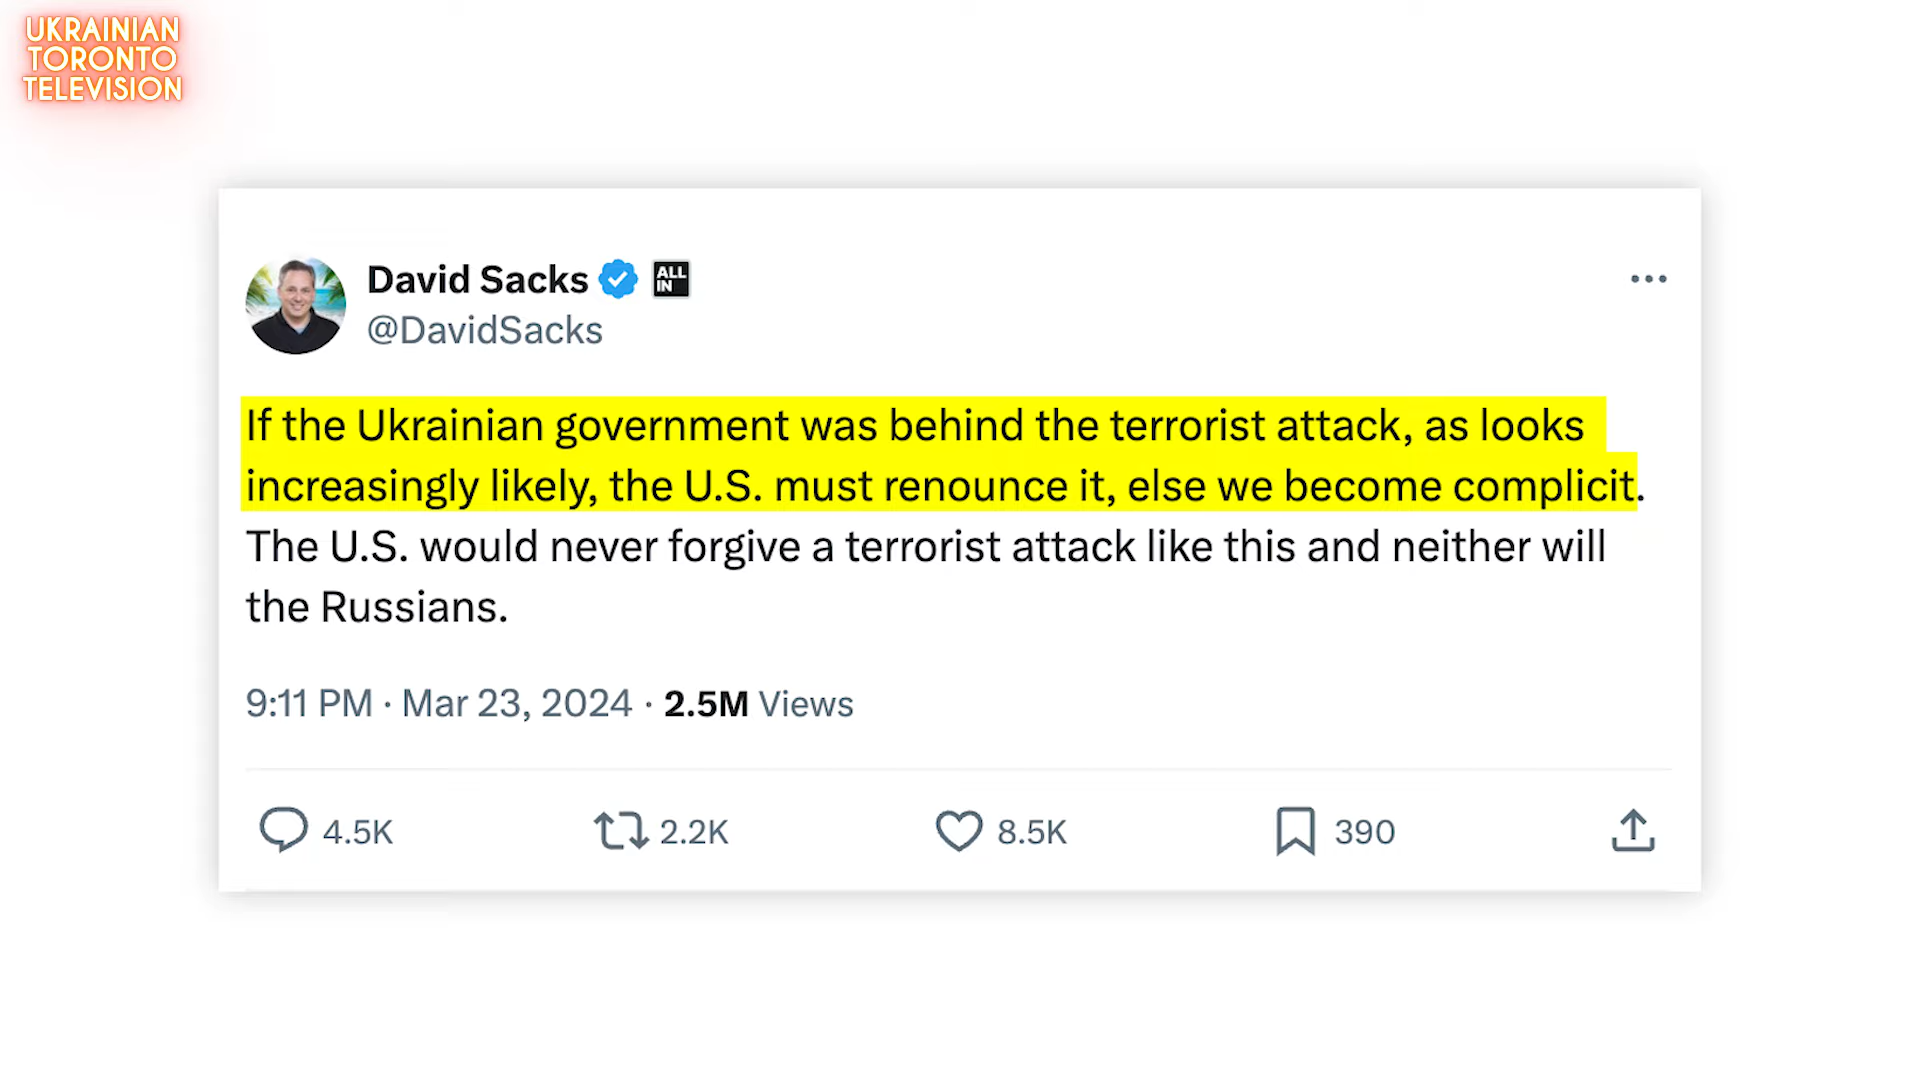 UKRAINIAN
TORONTO
TELEVISION
David Sacks ALL IN
@DavidSacks
If the Ukrainian government was behind the terrorist attack, as looks
increasingly likely, the U.S. must renounce it, else we become complicit.
The U.S. would never forgive a terrorist attack like this and neither will
the Russians.
9:11 PM · Mar 23, 2024 · 2.5M Views
4.5K 2.2K 8.5K 390